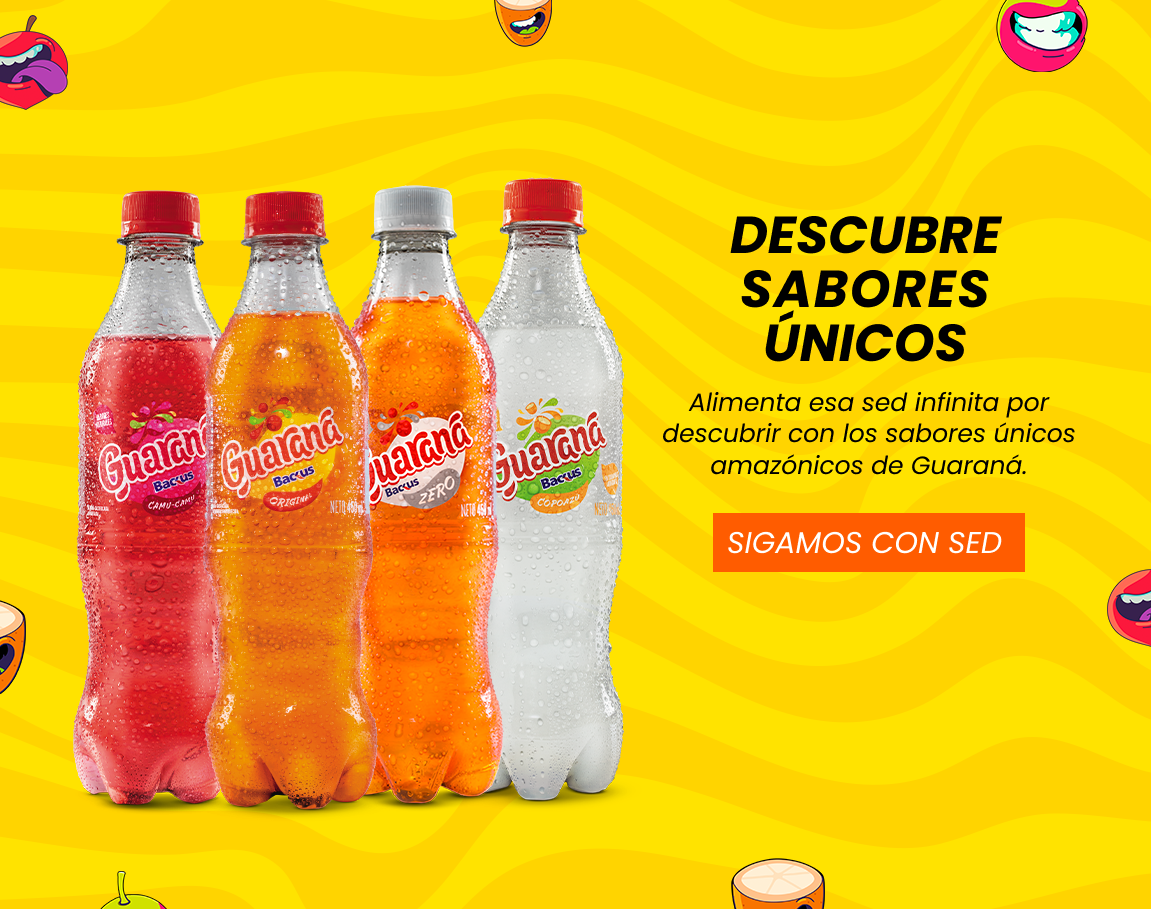 DESCUBRE
SABORES
ÚNICOS
Alimenta esa sed infinita por
descubrir con los sabores únicos
amazónicos de Guaraná.
SIGAMOS CON SED
Guaraná
Backus
CAMU-CAMU
Guaraná
Backus
ORIGINAL
Guaraná
Backus
ZERO
Guaraná
Backus
COPOAZÚ